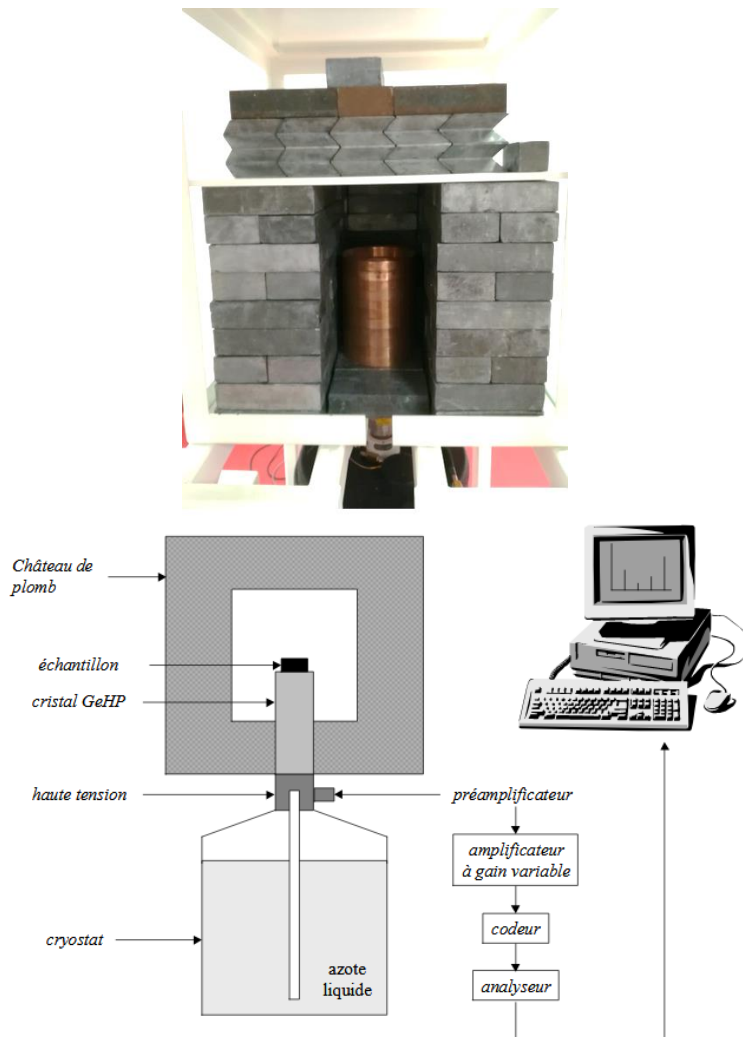 Château de
plomb
échantillon
cristal GeHP
haute tension
préamplificateur
amplificateur
à gain variable
codeur
analyseur
cryostat
azote
liquide